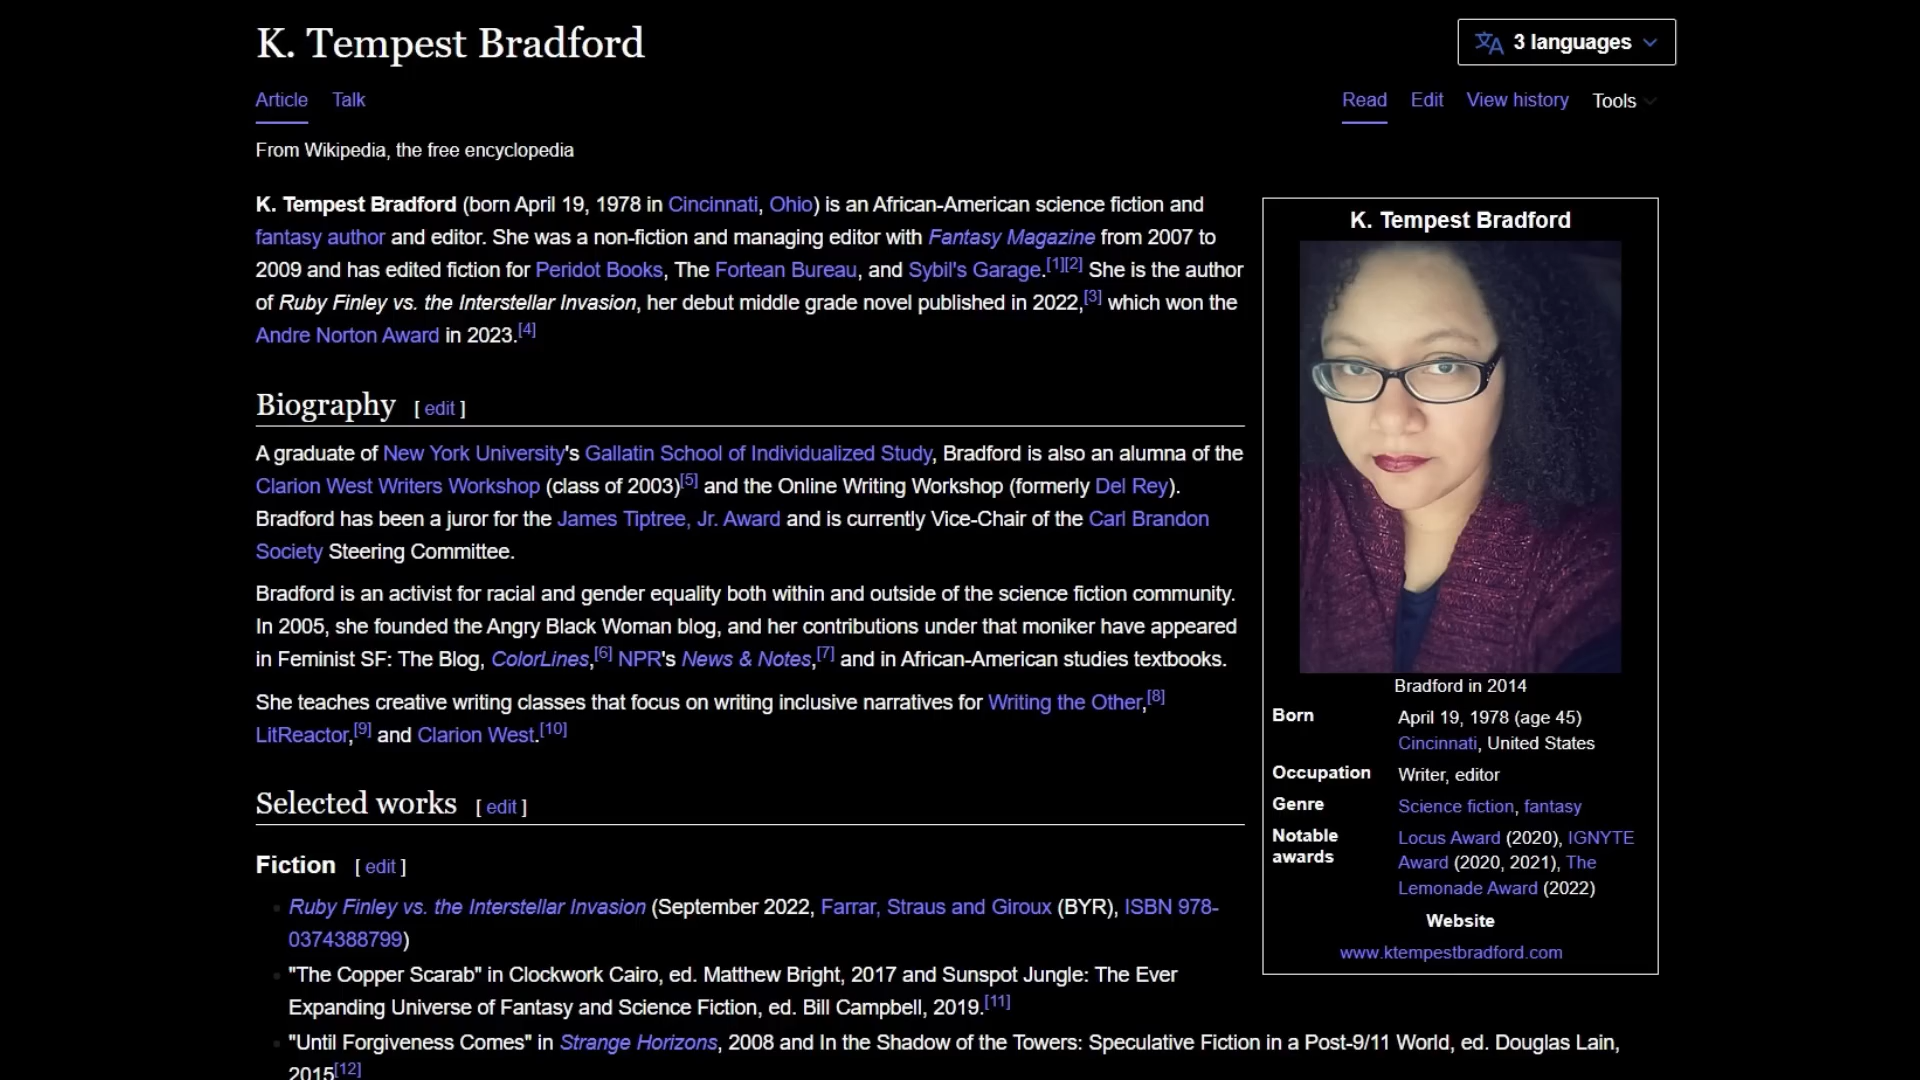 K. Tempest Bradford
3 languages
Article Talk
Read Edit View history Tools
From Wikipedia, the free encyclopedia
K. Tempest Bradford (born April 19, 1978 in Cincinnati, Ohio) is an African-American science fiction and
fantasy author and editor. She was a non-fiction and managing editor with Fantasy Magazine from 2007 to
2009 and has edited fiction for Peridot Books, The Fortean Bureau, and Sybil's Garage.[1][2] She is the author
of Ruby Finley vs. the Interstellar Invasion, her debut middle grade novel published in 2022,[3] which won the
Andre Norton Award in 2023.[4]
Biography [ edit ]
A graduate of New York University's Gallatin School of Individualized Study, Bradford is also an alumna of the
Clarion West Writers Workshop (class of 2003)[5] and the Online Writing Workshop (formerly Del Rey).
Bradford has been a juror for the James Tiptree, Jr. Award and is currently Vice-Chair of the Carl Brandon
Society Steering Committee.
Bradford is an activist for racial and gender equality both within and outside of the science fiction community.
In 2005, she founded the Angry Black Woman blog, and her contributions under that moniker have appeared
in Feminist SF: The Blog, ColorLines,[6] NPR's News & Notes,[7] and in African-American studies textbooks.
She teaches creative writing classes that focus on writing inclusive narratives for Writing the Other,[8]
LitReactor,[9] and Clarion West.[10]
Selected works [ edit ]
Fiction [ edit ]
Ruby Finley vs. the Interstellar Invasion (September 2022, Farrar, Straus and Giroux (BYR), ISBN 978-
0374388799)
"The Copper Scarab" in Clockwork Cairo, ed. Matthew Bright, 2017 and Sunspot Jungle: The Ever
Expanding Universe of Fantasy and Science Fiction, ed. Bill Campbell, 2019.[11]
"Until Forgiveness Comes" in Strange Horizons, 2008 and In the Shadow of the Towers: Speculative Fiction in a Post-9/11 World, ed. Douglas Lain,
2015[12]
K. Tempest Bradford
Bradford in 2014
Born April 19, 1978 (age 45)
Cincinnati, United States
Occupation Writer, editor
Genre Science fiction, fantasy
Notable awards Locus Award (2020), IGNYTE
Award (2020, 2021), The
Lemonade Award (2022)
Website
www.ktempestbradford.com